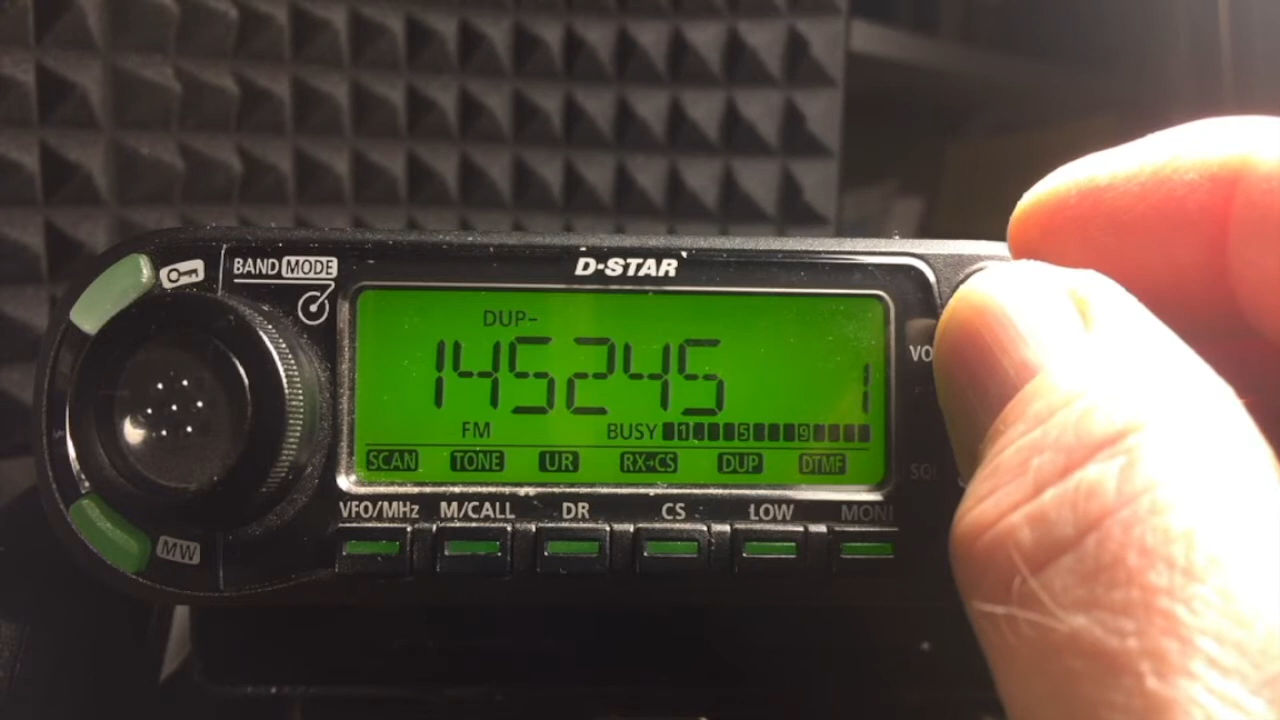 BAND MODE
D-STAR
DUP-
145245 1
FM BUSY 1 5 9
SCAN TONE UR RX→CS DUP DTMF
VFO/MHz M/CALL DR CS LOW MONI
MW